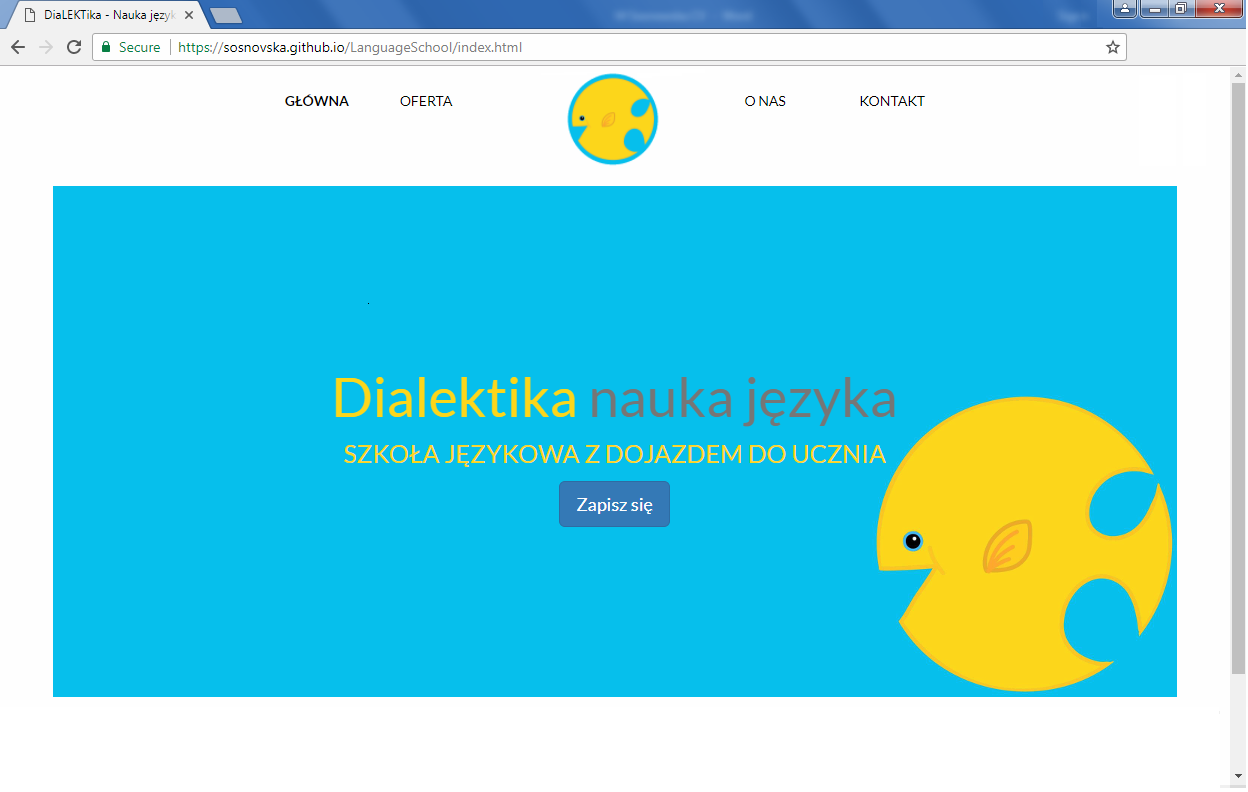 DiaLEKTika - Nauka język
Secure https://sosnovska.github.io/LanguageSchool/index.html
GŁÓWNA OFERTA O NAS KONTAKT
Dialektika nauka języka
SZKOŁA JĘZYKOWA Z DOJAZDEM DO UCZNIA
Zapisz się